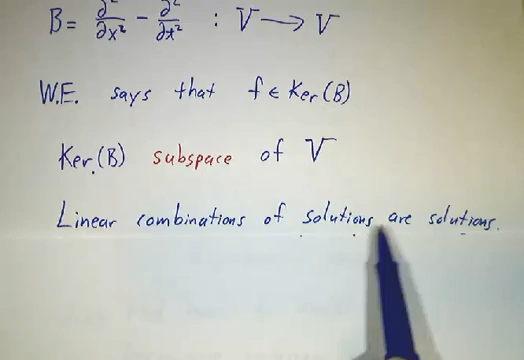 B = ∂²/∂x² - ∂²/∂t² : V → V
W.E. says that f ∈ Ker(B)
Ker(B) subspace of V
Linear combinations of solutions are solutions.